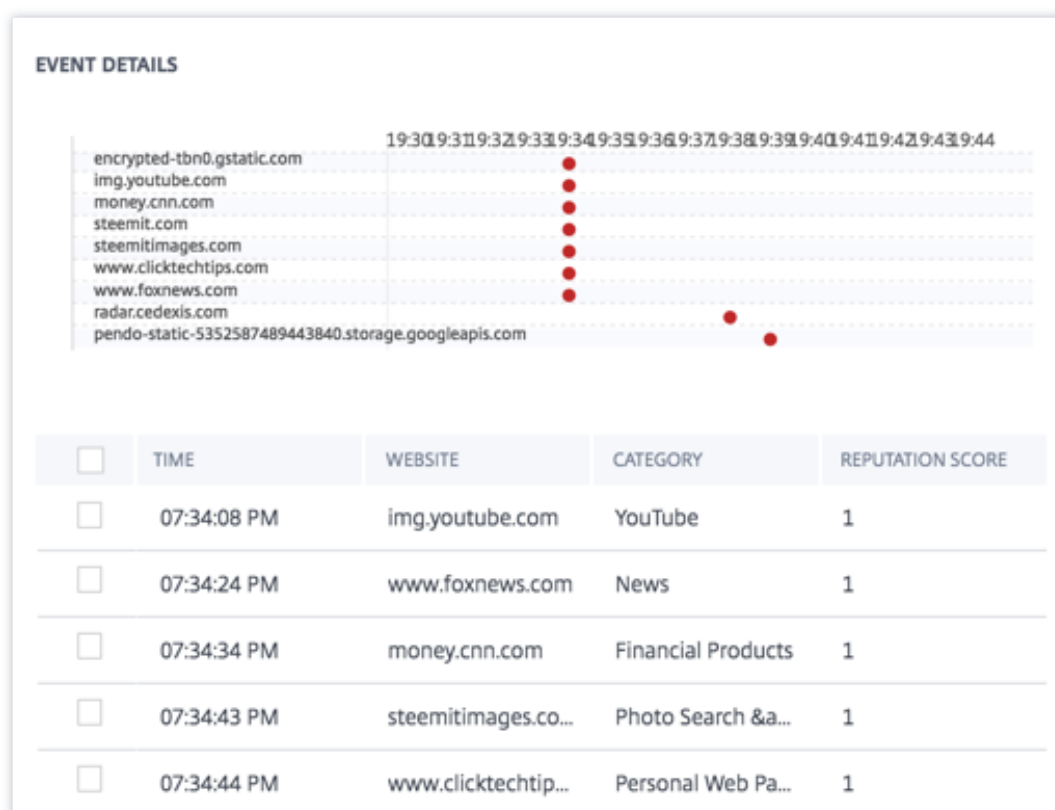 EVENT DETAILS
19:30 19:31 19:32 19:33 19:34 19:35 19:36 19:37 19:38 19:39 19:40 19:41 19:42 19:43 19:44
encrypted-tbn0.gstatic.com
img.youtube.com
money.cnn.com
steemit.com
steemitimages.com
www.clicktechtips.com
www.foxnews.com
radar.cedexis.com
pendo-static-5352587489443840.storage.googleapis.com
TIME WEBSITE CATEGORY REPUTATION SCORE
07:34:08 PM img.youtube.com YouTube 1
07:34:24 PM www.foxnews.com News 1
07:34:34 PM money.cnn.com Financial Products 1
07:34:43 PM steemitimages.co... Photo Search &a... 1
07:34:44 PM www.clicktechtip... Personal Web Pa... 1